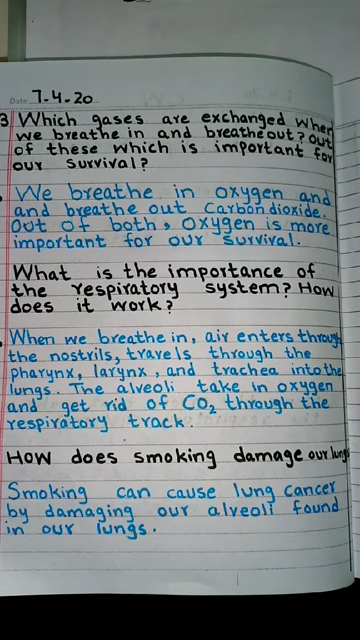 Date 7-4-20
3 Which gases are exchanged when
we breathe in and breathe out? out
of these which is important for
our survival?
We breathe in oxygen and
and breathe out Carbondioxide.
Out of both, oxygen is more
important for our survival.
What is the importance of
the respiratory system? How
does it work?
When we breathe in, air enters through
the nostrils, travels through the
pharynx, larynx, and trachea into the
lungs. The alveoli take in oxygen
and get rid of CO2 through the
respiratory track.
How does smoking damage our lungs
Smoking can cause lung cancer
by damaging our alveoli found
in our lungs.